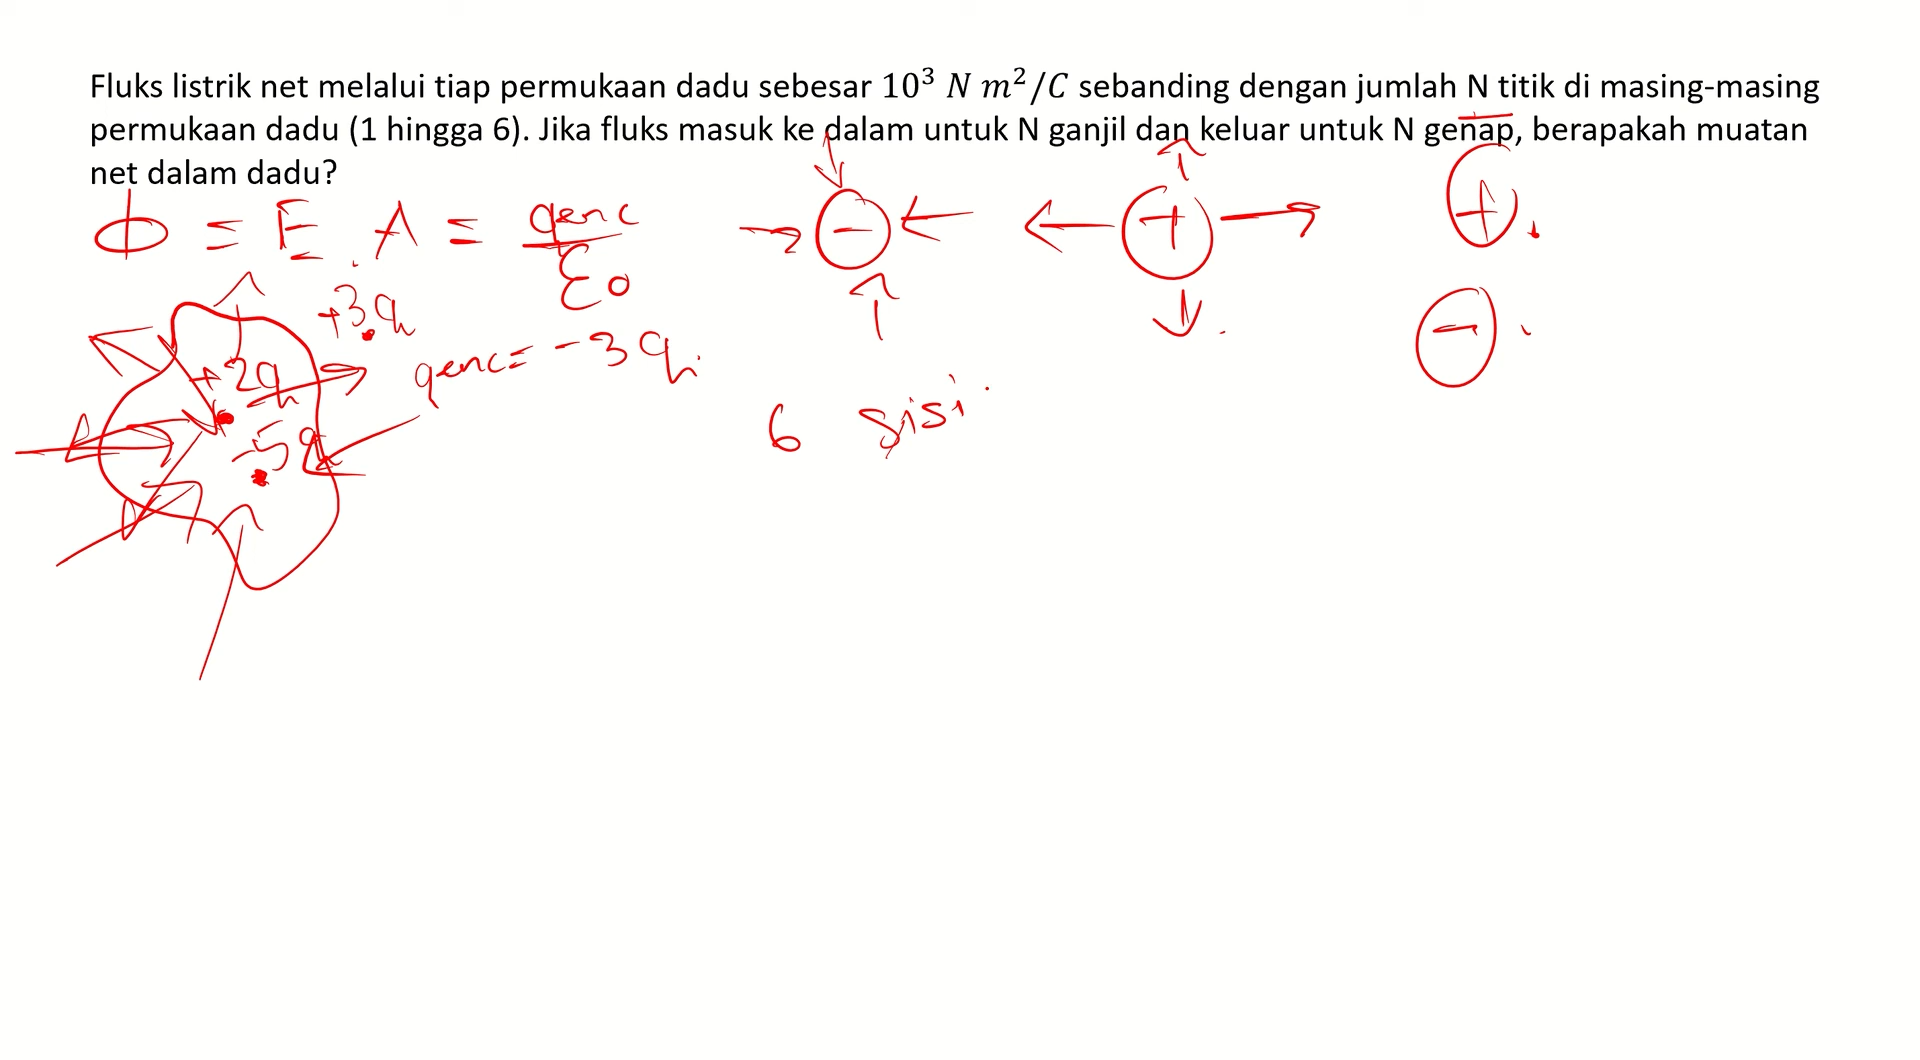 Fluks listrik net melalui tiap permukaan dadu sebesar 10³ N m²/C sebanding dengan jumlah N titik di masing-masing
permukaan dadu (1 hingga 6). Jika fluks masuk ke dalam untuk N ganjil dan keluar untuk N genap, berapakah muatan
net dalam dadu?
ϕ = E . A = qenc / ε0
- + +
-
+3q
+2q
qenc = -3q
6 sisi
-5q